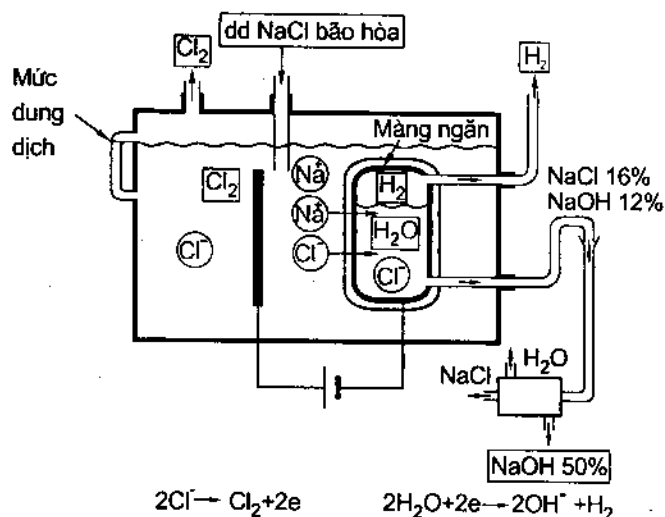 Cl₂
dd NaCl bão hòa
H₂
Mức
dung
dịch
Màng ngăn
NaCl 16%
NaOH 12%
Cl₂
Na⁺
H₂
Na⁺
H₂O
Cl⁻
Cl⁻
Cl⁻
H₂O
NaCl
NaOH 50%
2Cl⁻→ Cl₂+2e
2H₂O+2e→2OH⁻ +H₂